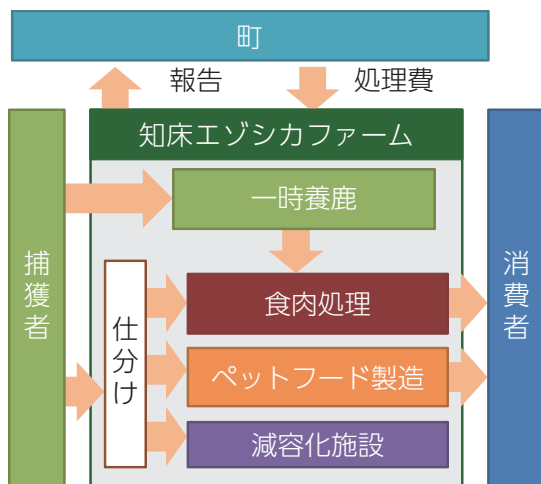 町
報告
処理費
知床エゾシカファーム
捕獲者
一時養鹿
仕分け
食肉処理
ペットフード製造
減容化施設
消費者